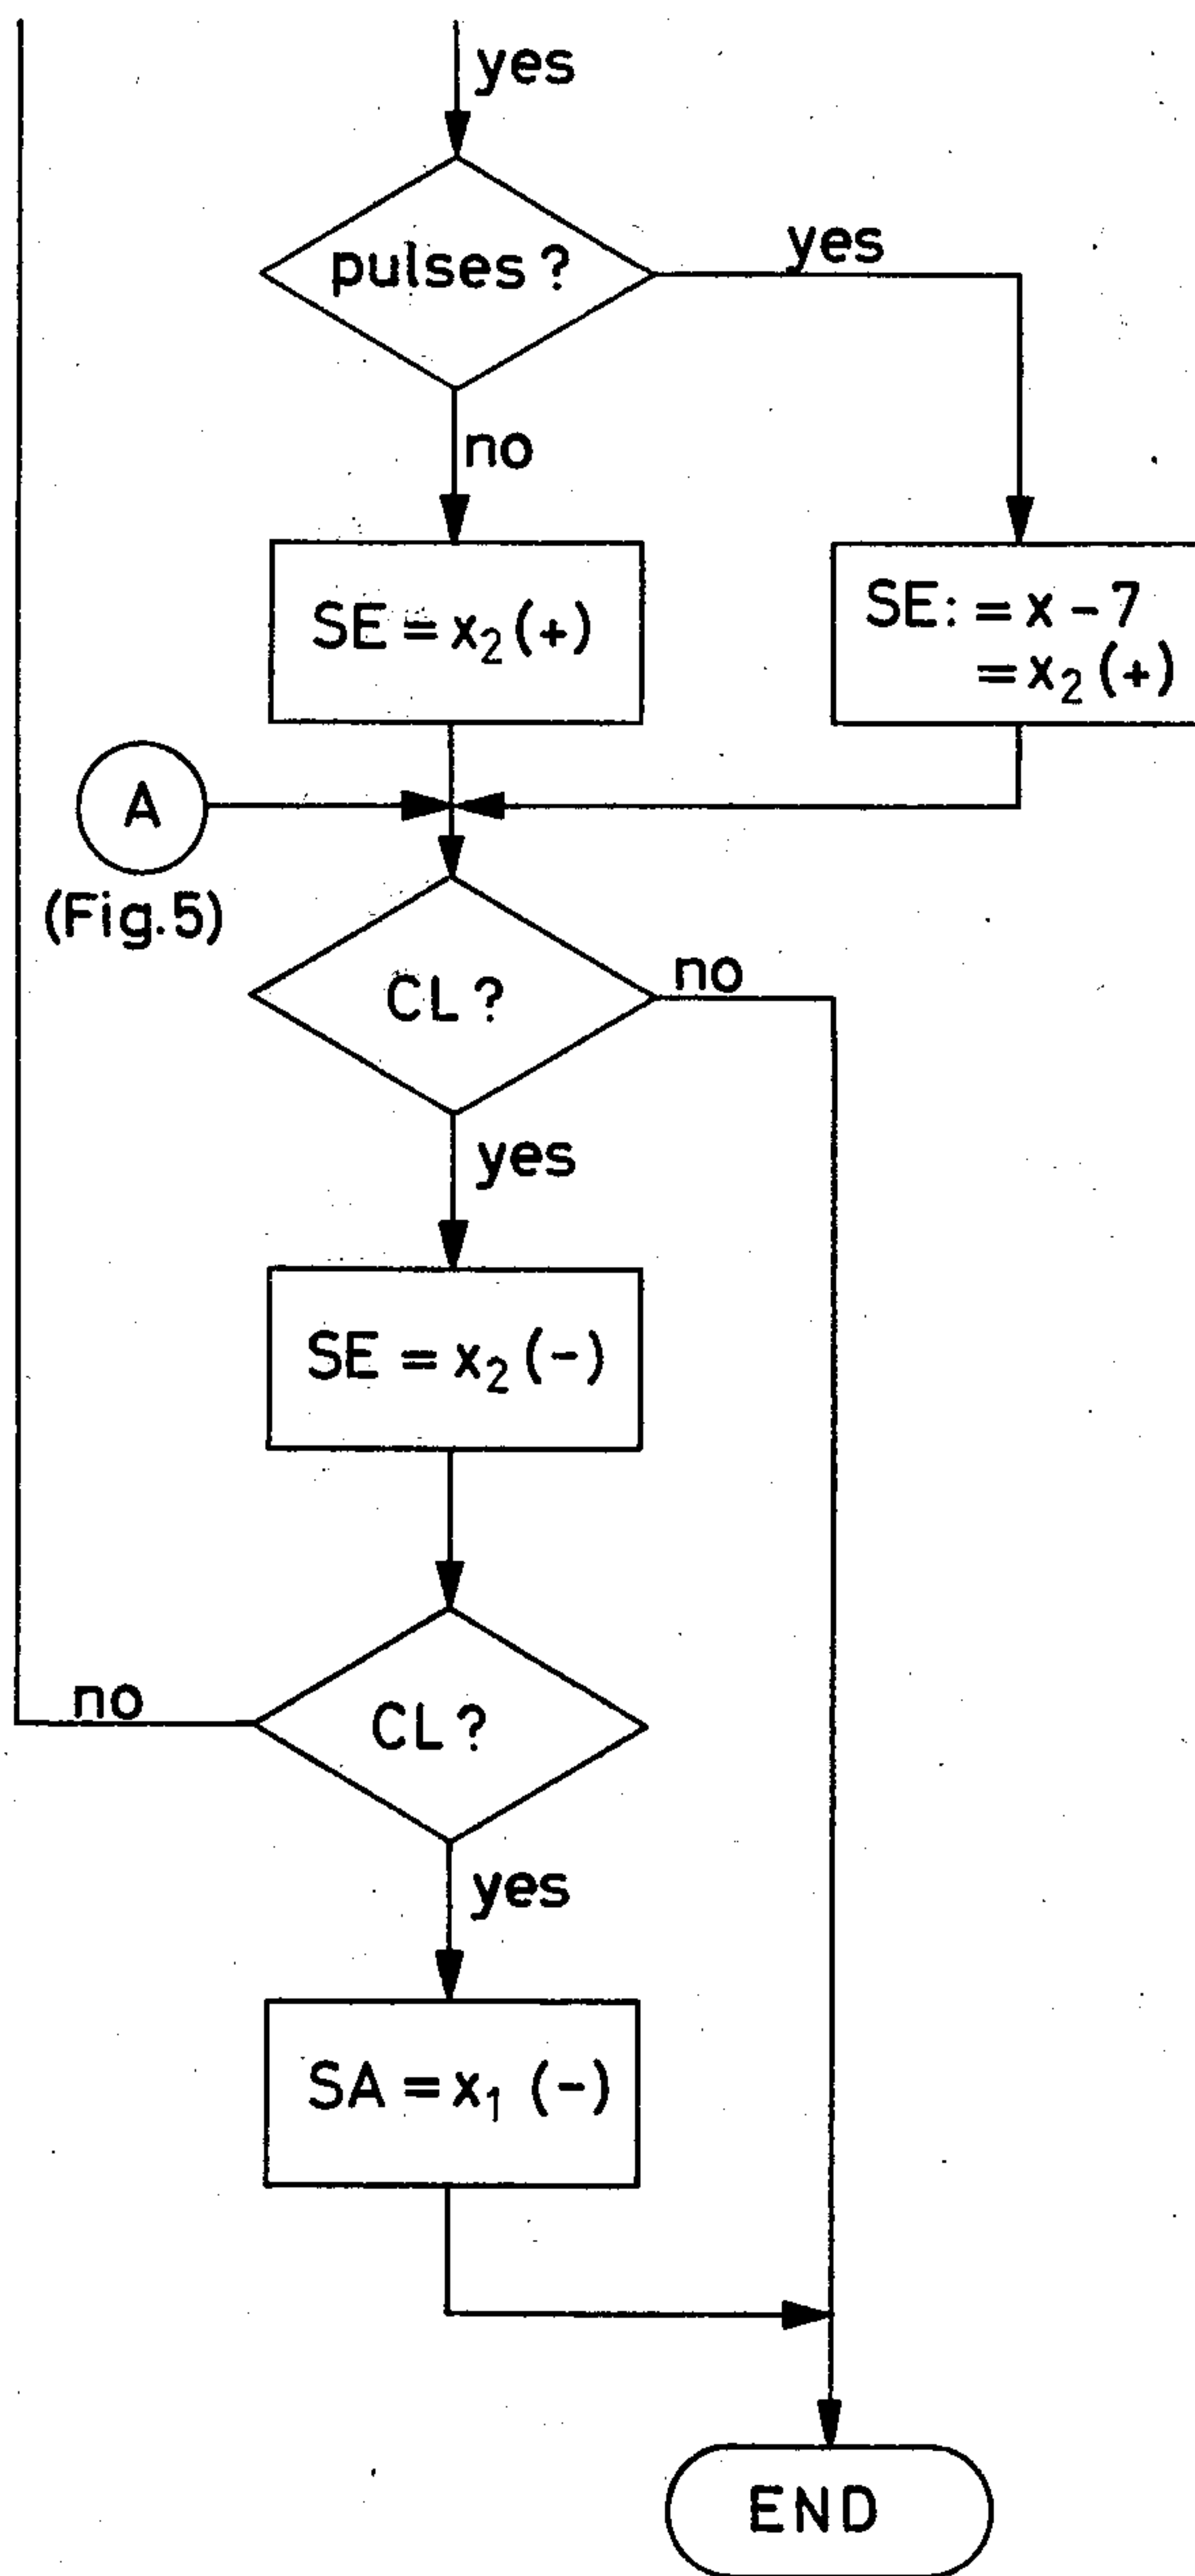 yes
pulses ?
yes
no
SE = x₂ (+)
SE: = x - 7
= x₂ (+)
A
(Fig.5)
CL ?
no
yes
SE = x₂ (-)
CL ?
no
yes
SA = x₁ (-)
END